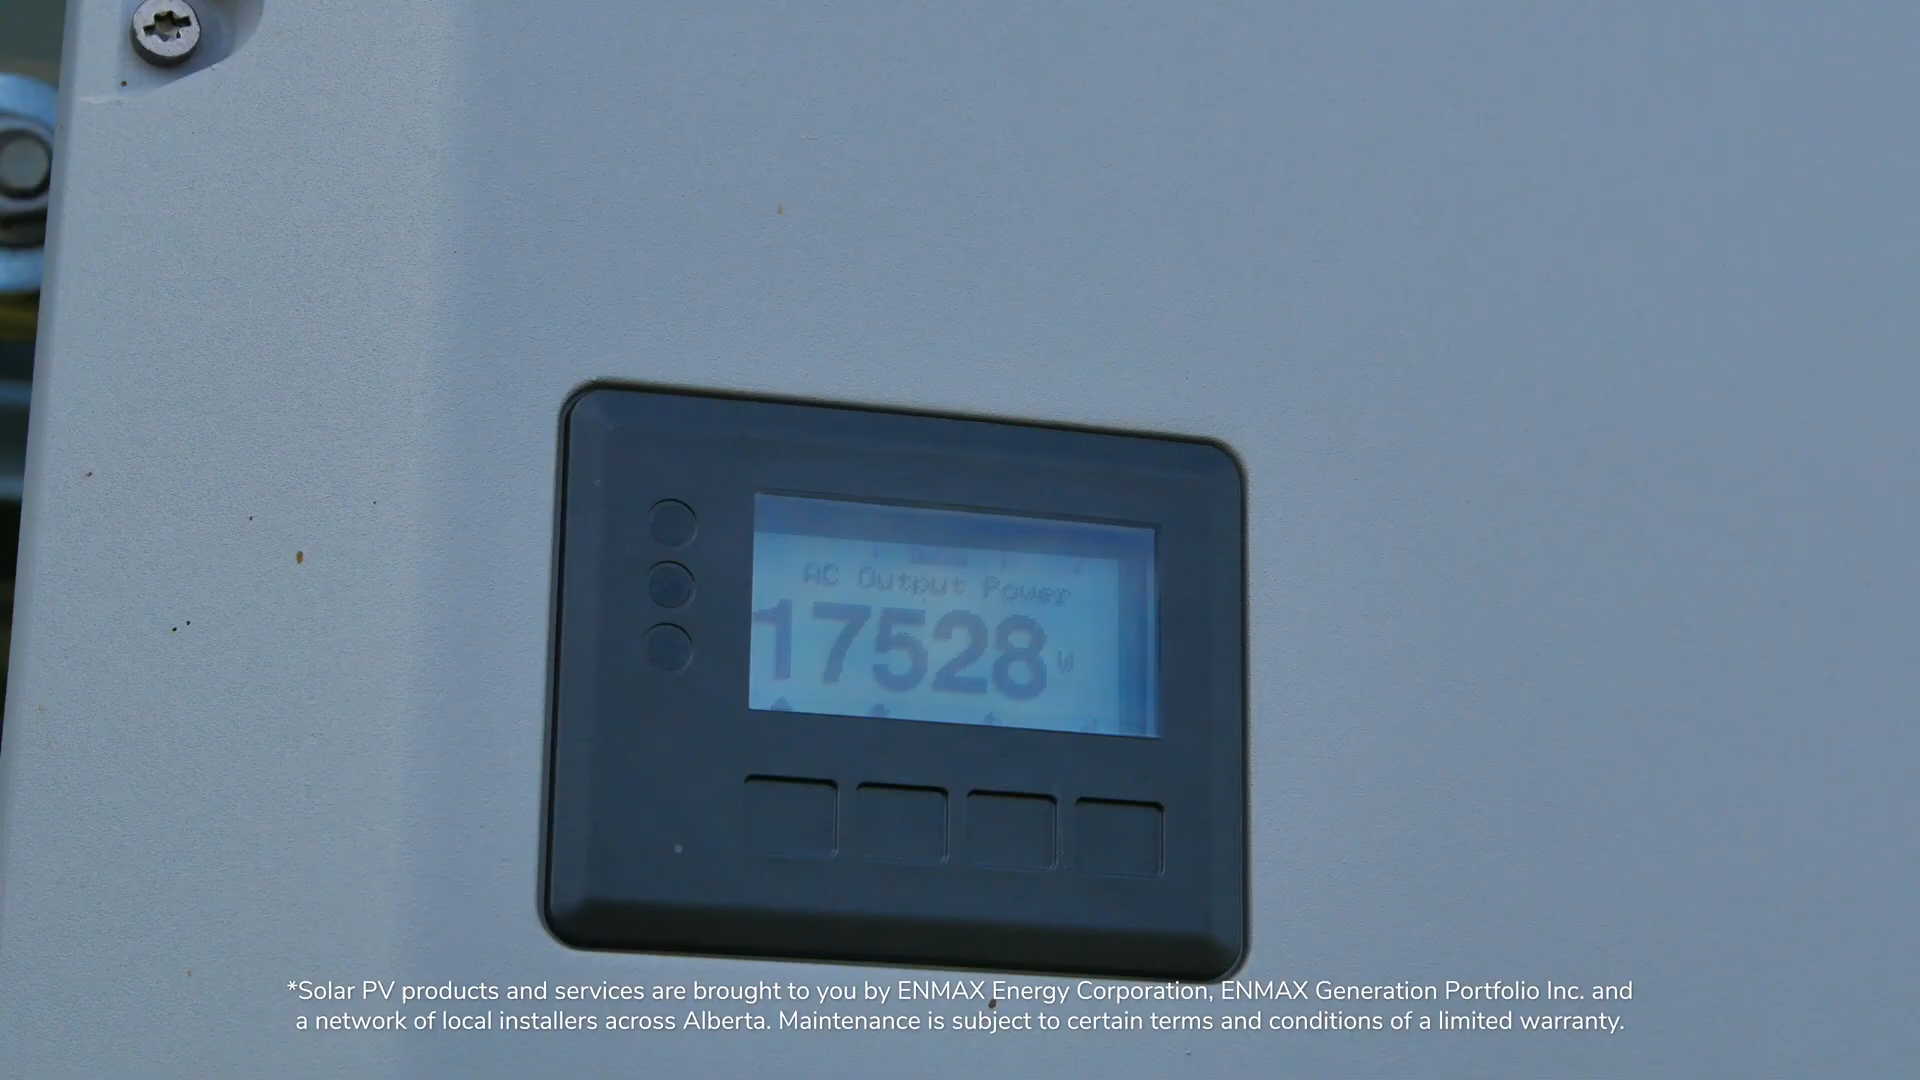 AC Output Power
17528 W
*Solar PV products and services are brought to you by ENMAX Energy Corporation, ENMAX Generation Portfolio Inc. and
a network of local installers across Alberta. Maintenance is subject to certain terms and conditions of a limited warranty.